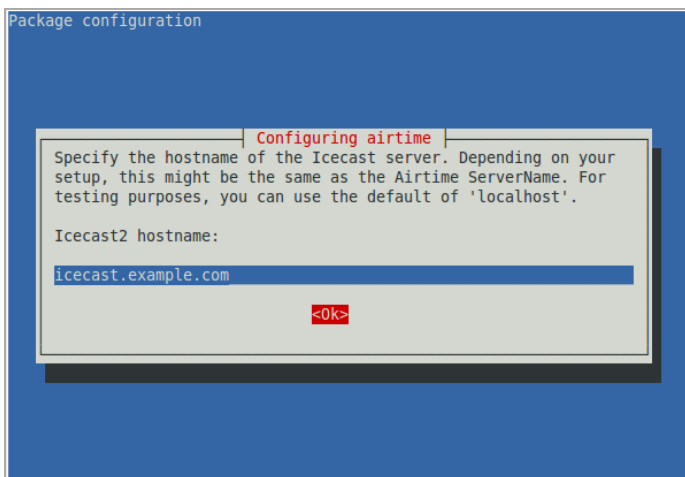 Package configuration
Configuring airtime
Specify the hostname of the Icecast server. Depending on your
setup, this might be the same as the Airtime ServerName. For
testing purposes, you can use the default of 'localhost'.
Icecast2 hostname:
icecast.example.com
<Ok>